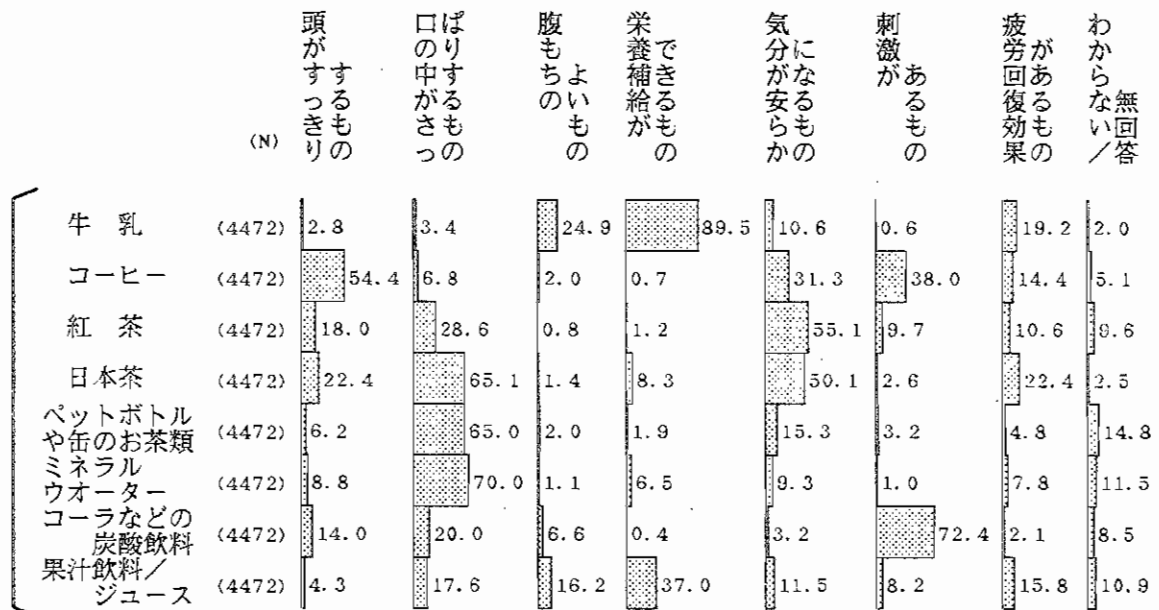 頭がすっきり
するもの
口の中がさっ
ぱりするもの
腹もちの
よいもの
栄養補給が
できるもの
気分が安らか
になるもの
刺激が
あるもの
疲労回復効果
があるもの
わからない/
無回答
(N)
牛 乳 (4472) 2.8 3.4 24.9 89.5 10.6 0.6 19.2 2.0
コーヒー (4472) 54.4 6.8 2.0 0.7 31.3 38.0 14.4 5.1
紅 茶 (4472) 18.0 28.6 0.8 1.2 55.1 9.7 10.6 9.6
日本茶 (4472) 22.4 65.1 1.4 8.3 50.1 2.6 22.4 2.5
ペットボトル
や缶のお茶類 (4472) 6.2 65.0 2.0 1.9 15.3 3.2 4.8 14.8
ミネラル
ウオーター (4472) 8.8 70.0 1.1 6.5 9.3 1.0 7.8 11.5
コーラなどの
炭酸飲料 (4472) 14.0 20.0 6.6 0.4 3.2 72.4 2.1 8.5
果汁飲料/
ジュース (4472) 4.3 17.6 16.2 37.0 11.5 8.2 15.8 10.9